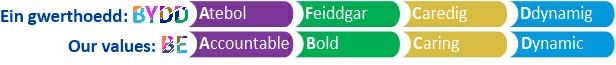 Ein gwerthoedd: BYDD Atebol Feiddgar Caredig Ddynamig
Our values: BE Accountable Bold Caring Dynamic